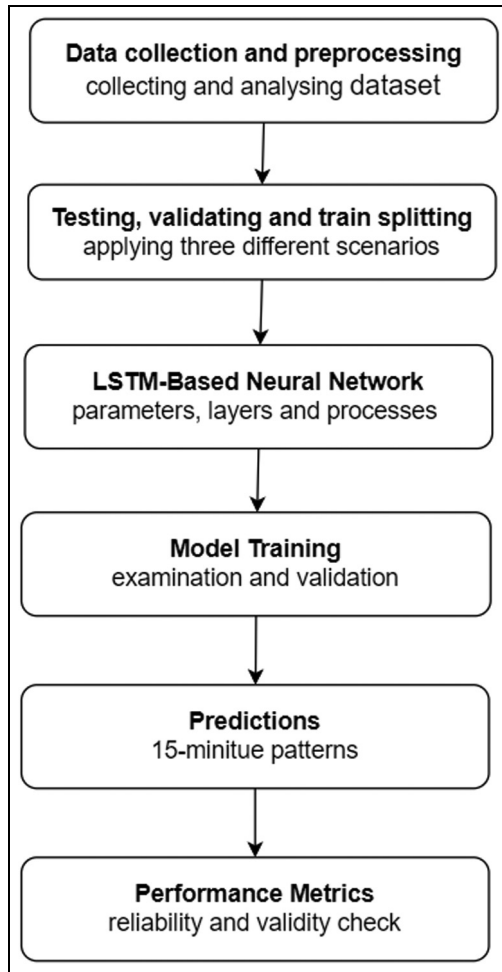 Data collection and preprocessing
collecting and analysing dataset
Testing, validating and train splitting
applying three different scenarios
LSTM-Based Neural Network
parameters, layers and processes
Model Training
examination and validation
Predictions
15-minitue patterns
Performance Metrics
reliability and validity check